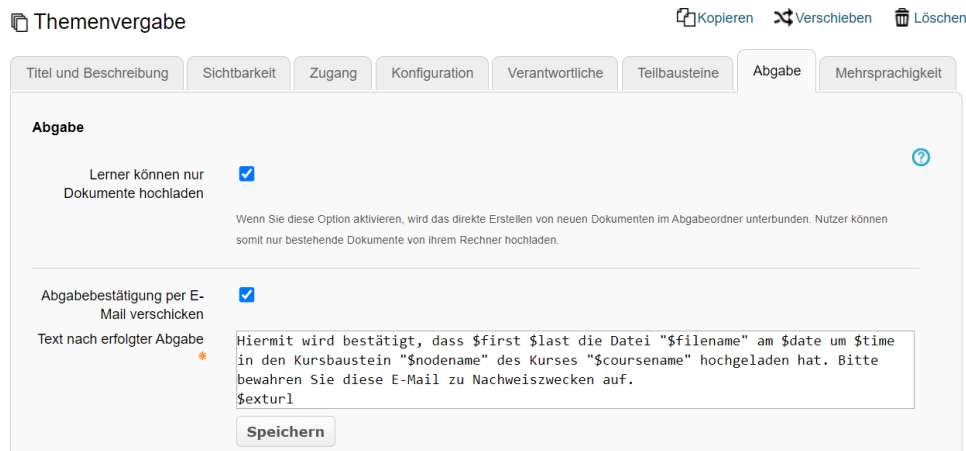 Themenvergabe
Kopieren Verschieben Löschen
Titel und Beschreibung Sichtbarkeit Zugang Konfiguration Verantwortliche Teilbausteine Abgabe Mehrsprachigkeit
Abgabe
?
Lerner können nur
Dokumente hochladen
Wenn Sie diese Option aktivieren, wird das direkte Erstellen von neuen Dokumenten im Abgabeordner unterbunden. Nutzer können
somit nur bestehende Dokumente von ihrem Rechner hochladen.
Abgabebestätigung per E-
Mail verschicken
Text nach erfolgter Abgabe
Hiermit wird bestätigt, dass $first $last die Datei "$filename" am $date um $time
in den Kursbaustein "$nodename" des Kurses "$coursename" hochgeladen hat. Bitte
bewahren Sie diese E-Mail zu Nachweiszwecken auf.
$exturl
Speichern